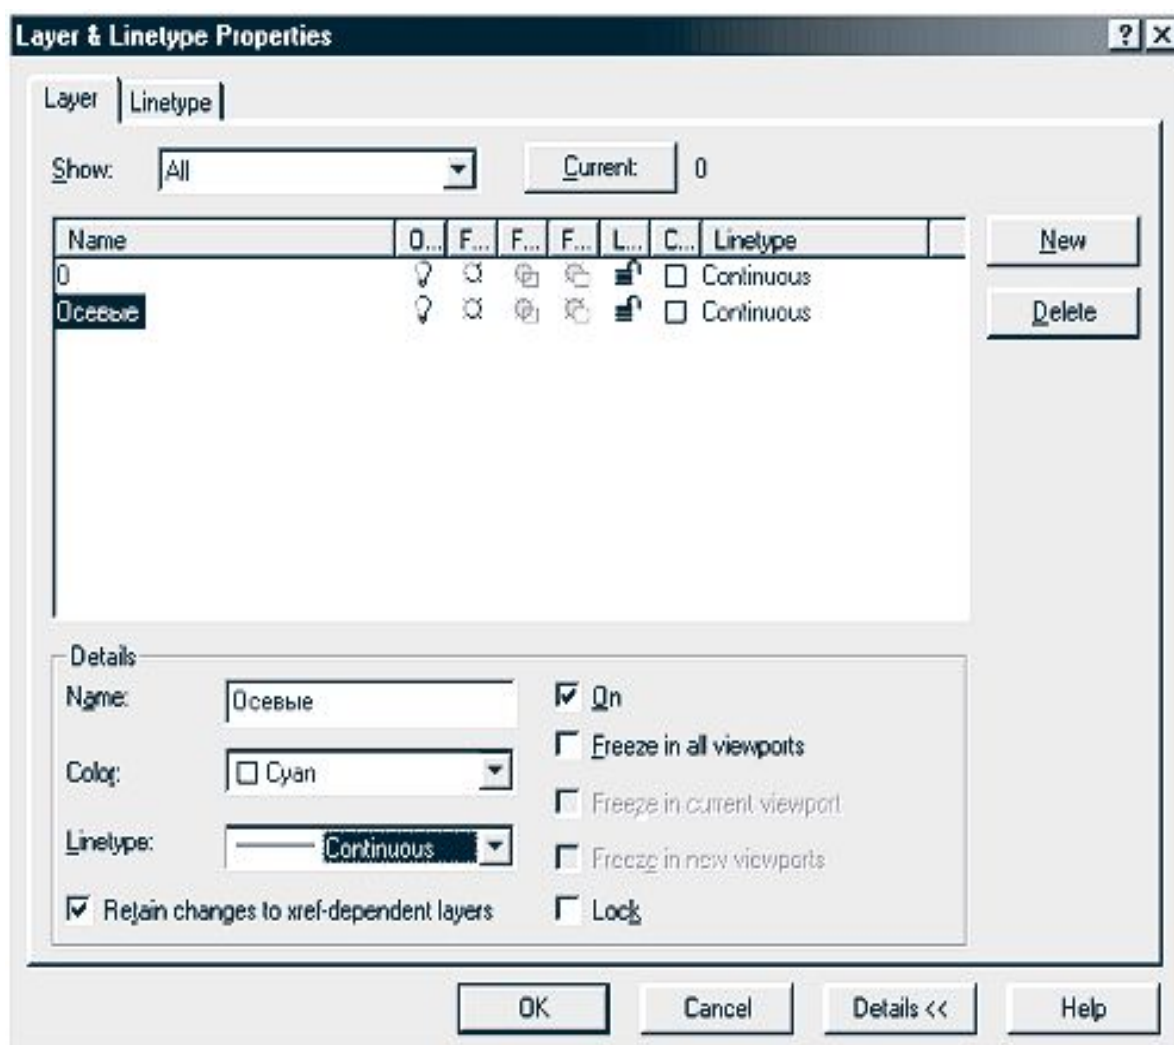 Layer & Linetype Properties
Layer Linetype
Show: All Current: 0
Name O... F... F... F... L... C... Linetype
0 Continuous
Осевые Continuous
New
Delete
Details
Name: Осевые
Color: Cyan
Linetype: Continuous
Retain changes to xref-dependent layers
On
Freeze in all viewports
Freeze in current viewport
Freeze in new viewports
Lock
OK Cancel Details << Help